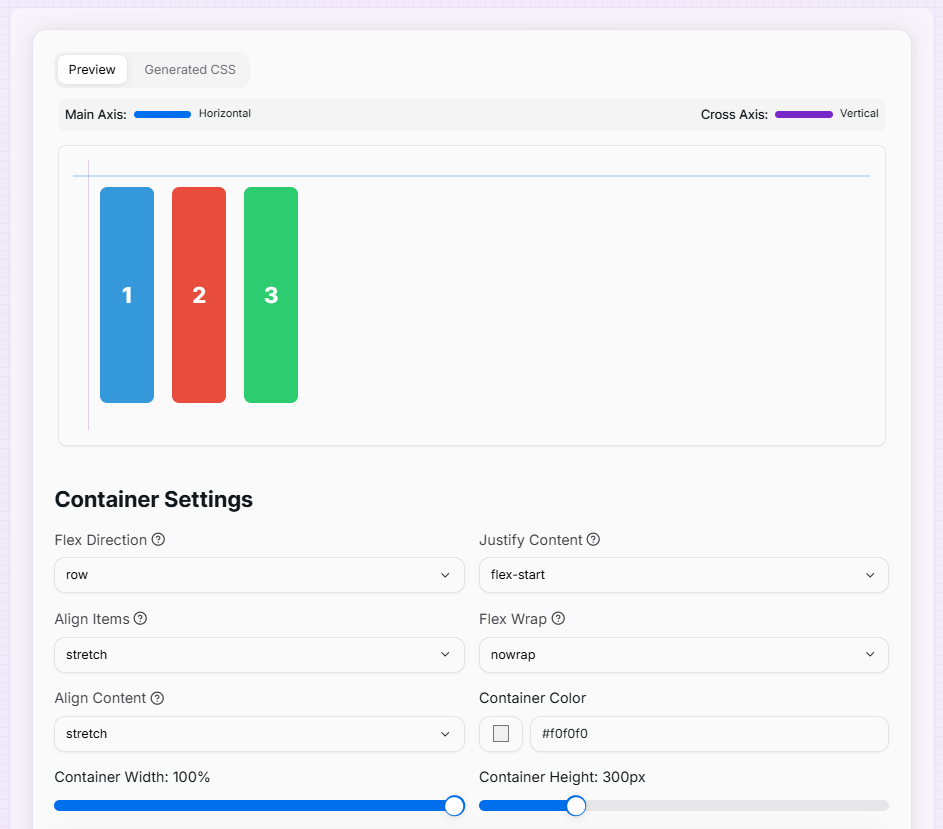 Preview Generated CSS
Main Axis: Horizontal Cross Axis: Vertical
1 2 3
Container Settings
Flex Direction Justify Content
row flex-start
Align Items Flex Wrap
stretch nowrap
Align Content Container Color
stretch #f0f0f0
Container Width: 100% Container Height: 300px